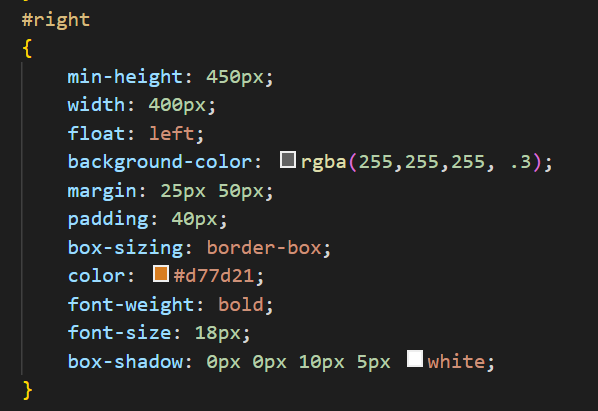 #right
{
min-height: 450px;
width: 400px;
float: left;
background-color: rgba(255,255,255, .3);
margin: 25px 50px;
padding: 40px;
box-sizing: border-box;
color: #d77d21;
font-weight: bold;
font-size: 18px;
box-shadow: 0px 0px 10px 5px white;
}